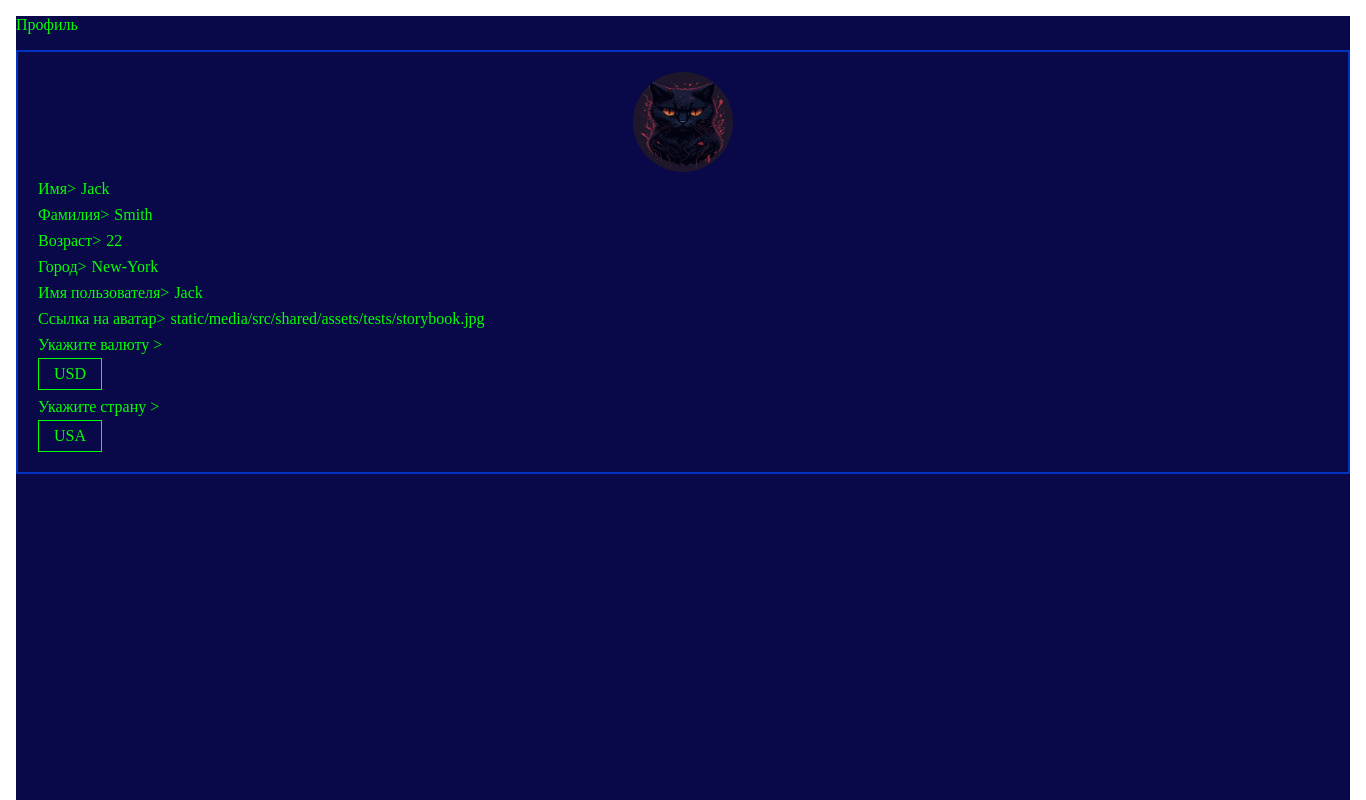 Профиль
Имя> Jack
Фамилия> Smith
Возраст> 22
Город> New-York
Имя пользователя> Jack
Ссылка на аватар> static/media/src/shared/assets/tests/storybook.jpg
Укажите валюту >
USD
Укажите страну >
USA